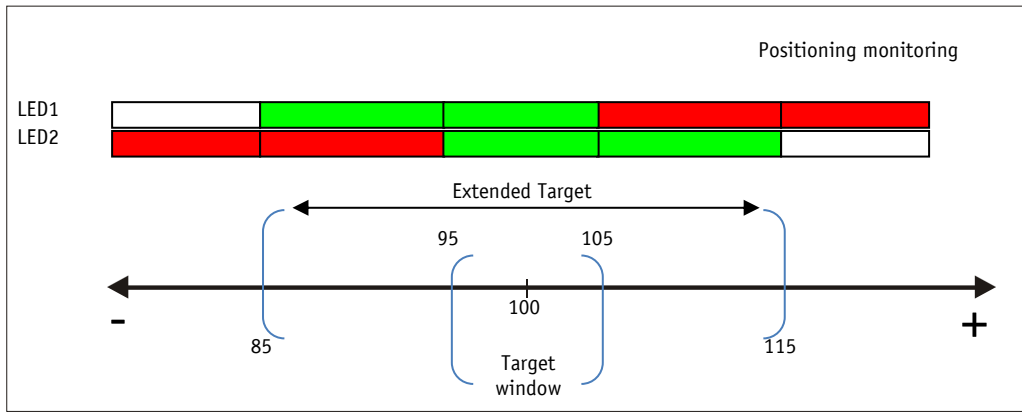 Positioning monitoring
LED1
LED2
Extended Target
95
105
100
-
+
85
115
Target
window